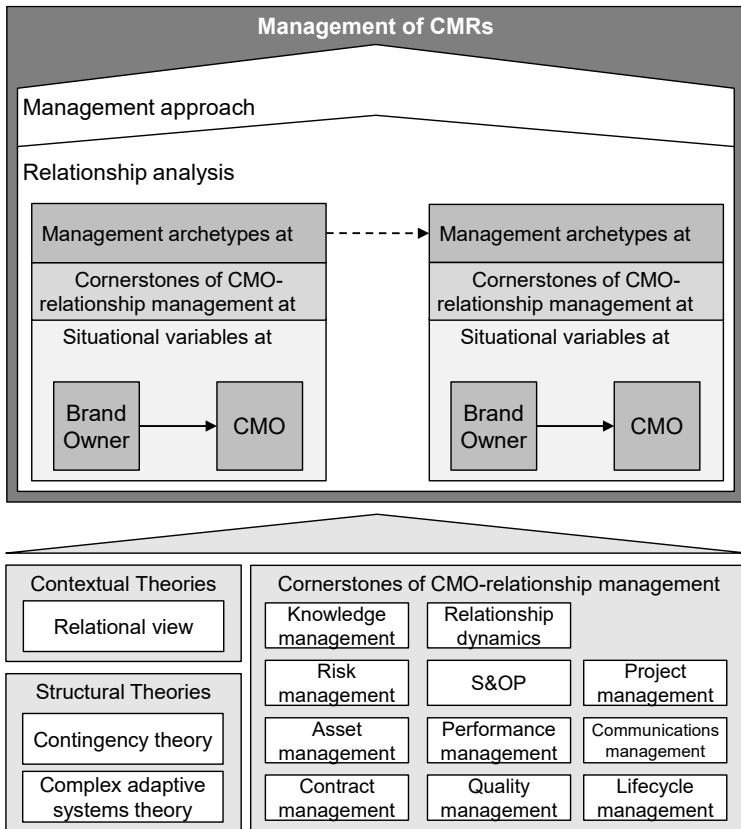 Management of CMRs
Management approach
Relationship analysis
Management archetypes at
Cornerstones of CMO-
relationship management at
Situational variables at
Brand
Owner
CMO
Management archetypes at
Cornerstones of CMO-
relationship management at
Situational variables at
Brand
Owner
CMO
Contextual Theories
Relational view
Structural Theories
Contingency theory
Complex adaptive
systems theory
Cornerstones of CMO-relationship management
Knowledge
management
Relationship
dynamics
Risk
management
S&OP
Project
management
Asset
management
Performance
management
Communications
management
Contract
management
Quality
management
Lifecycle
management